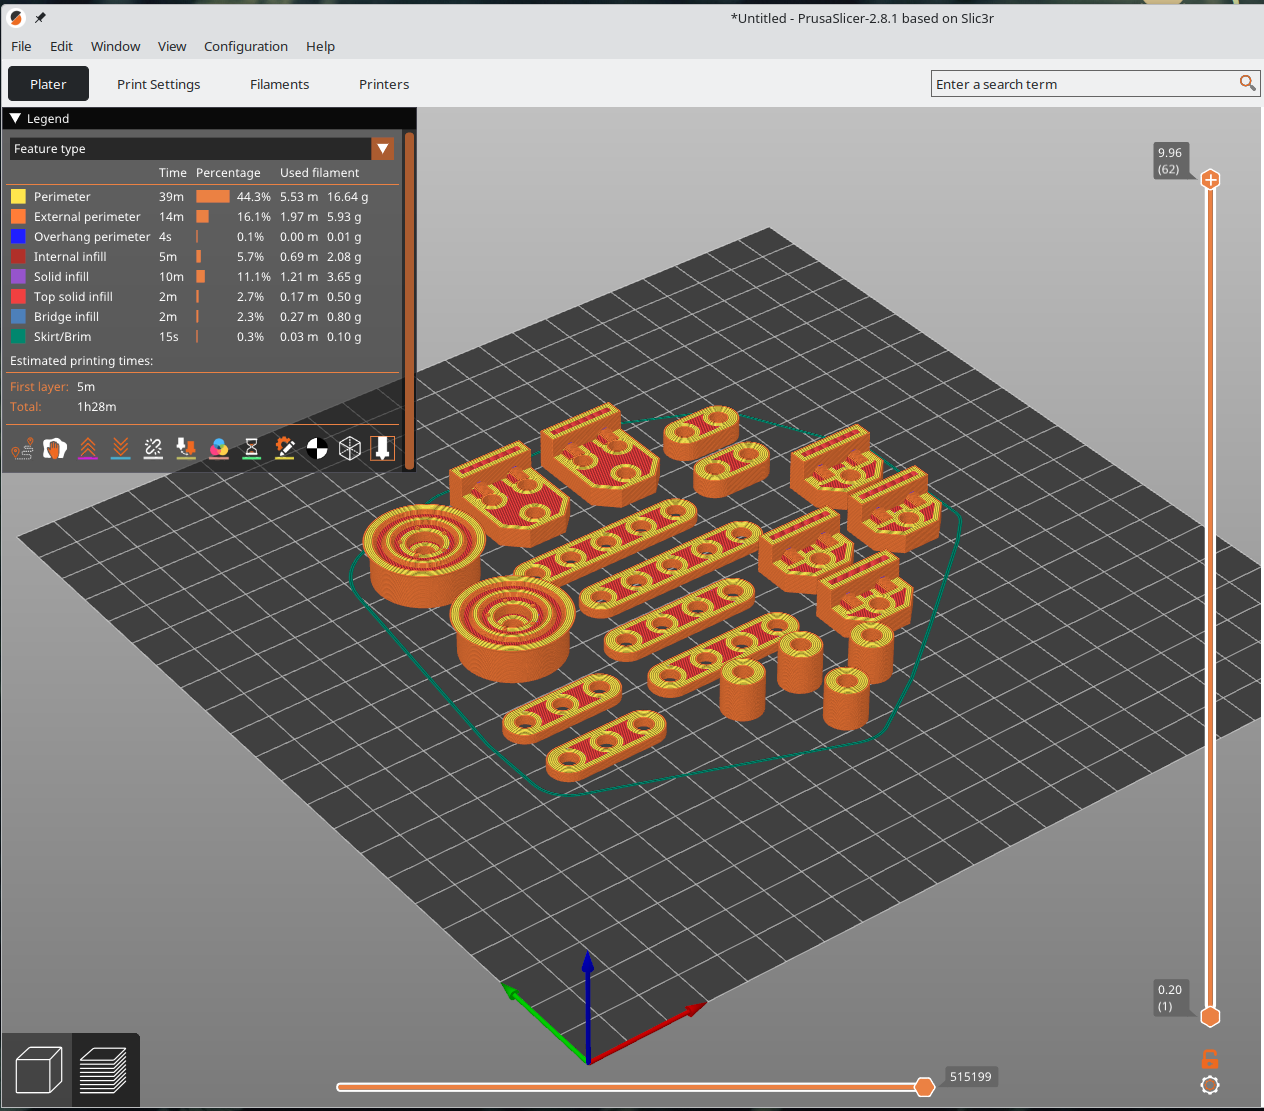 *Untitled - PrusaSlicer-2.8.1 based on Slic3r
File Edit Window View Configuration Help
Plater Print Settings Filaments Printers Enter a search term
Legend
Feature type
Time Percentage Used filament
Perimeter 39m 44.3% 5.53 m 16.64 g
External perimeter 14m 16.1% 1.97 m 5.93 g
Overhang perimeter 4s 0.1% 0.00 m 0.01 g
Internal infill 5m 5.7% 0.69 m 2.08 g
Solid infill 10m 11.1% 1.21 m 3.65 g
Top solid infill 2m 2.7% 0.17 m 0.50 g
Bridge infill 2m 2.3% 0.27 m 0.80 g
Skirt/Brim 15s 0.3% 0.03 m 0.10 g
Estimated printing times:
First layer: 5m
Total: 1h28m
9.96
(62)
0.20
(1)
515199